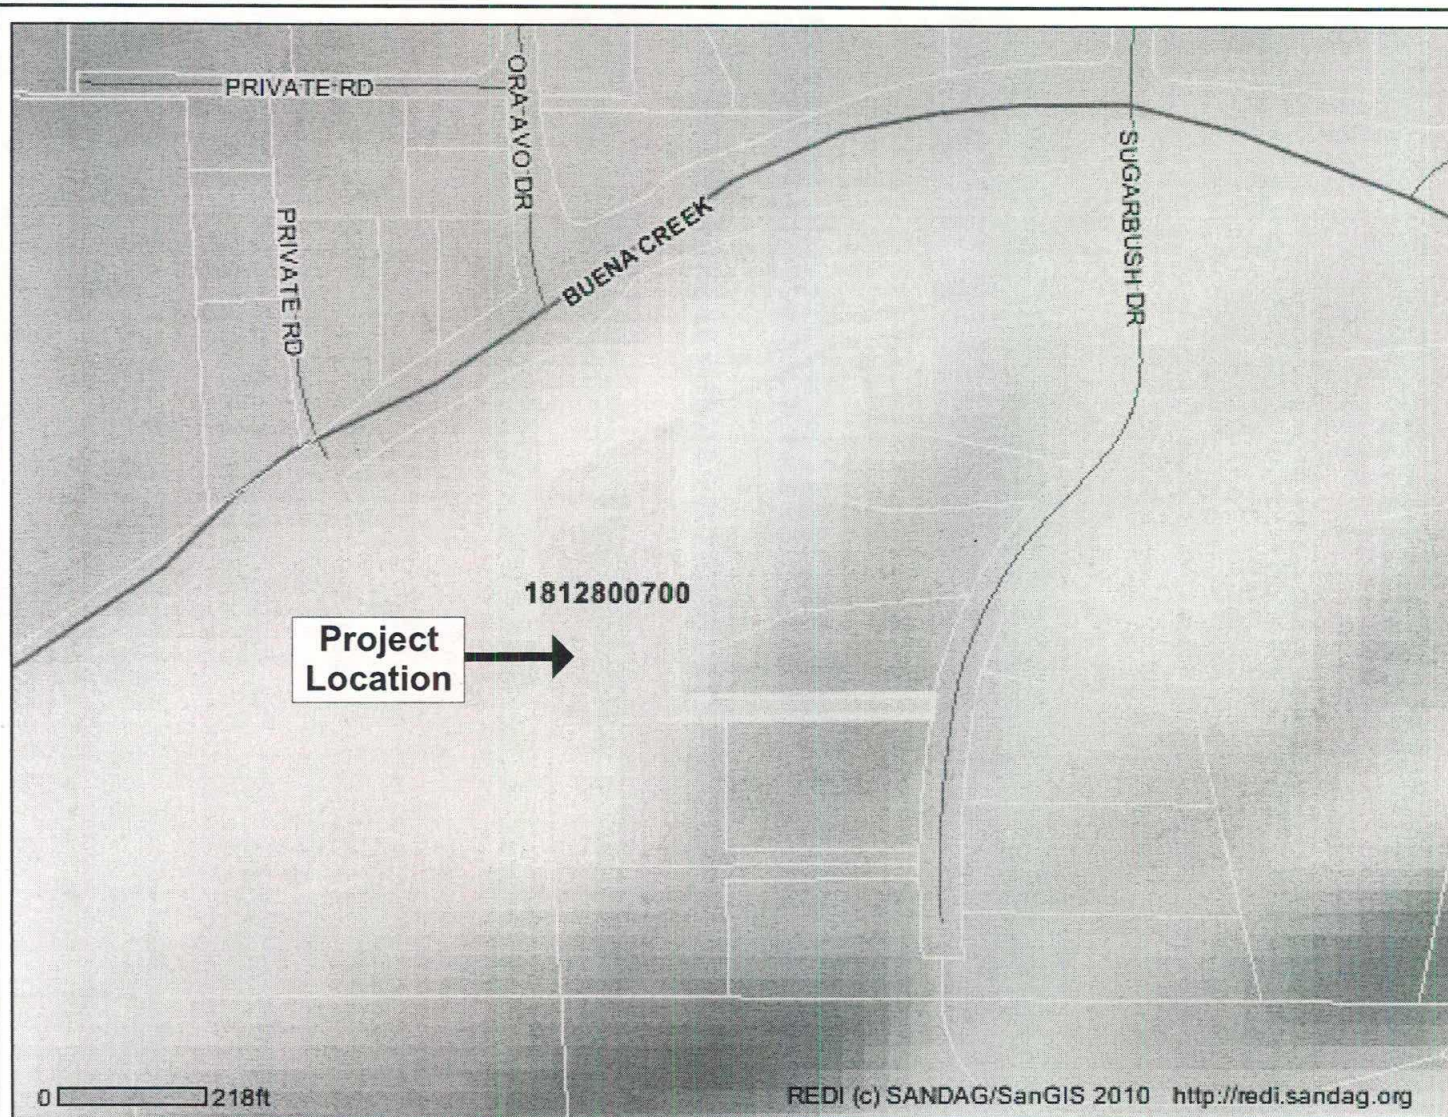 PRIVATE RD
ORA AVO DR
SUGARBUSH DR
PRIVATE RD
BUENA CREEK
1812800700
Project
Location
0 218ft
REDI (c) SANDAG/SanGIS 2010 http://redi.sandag.org